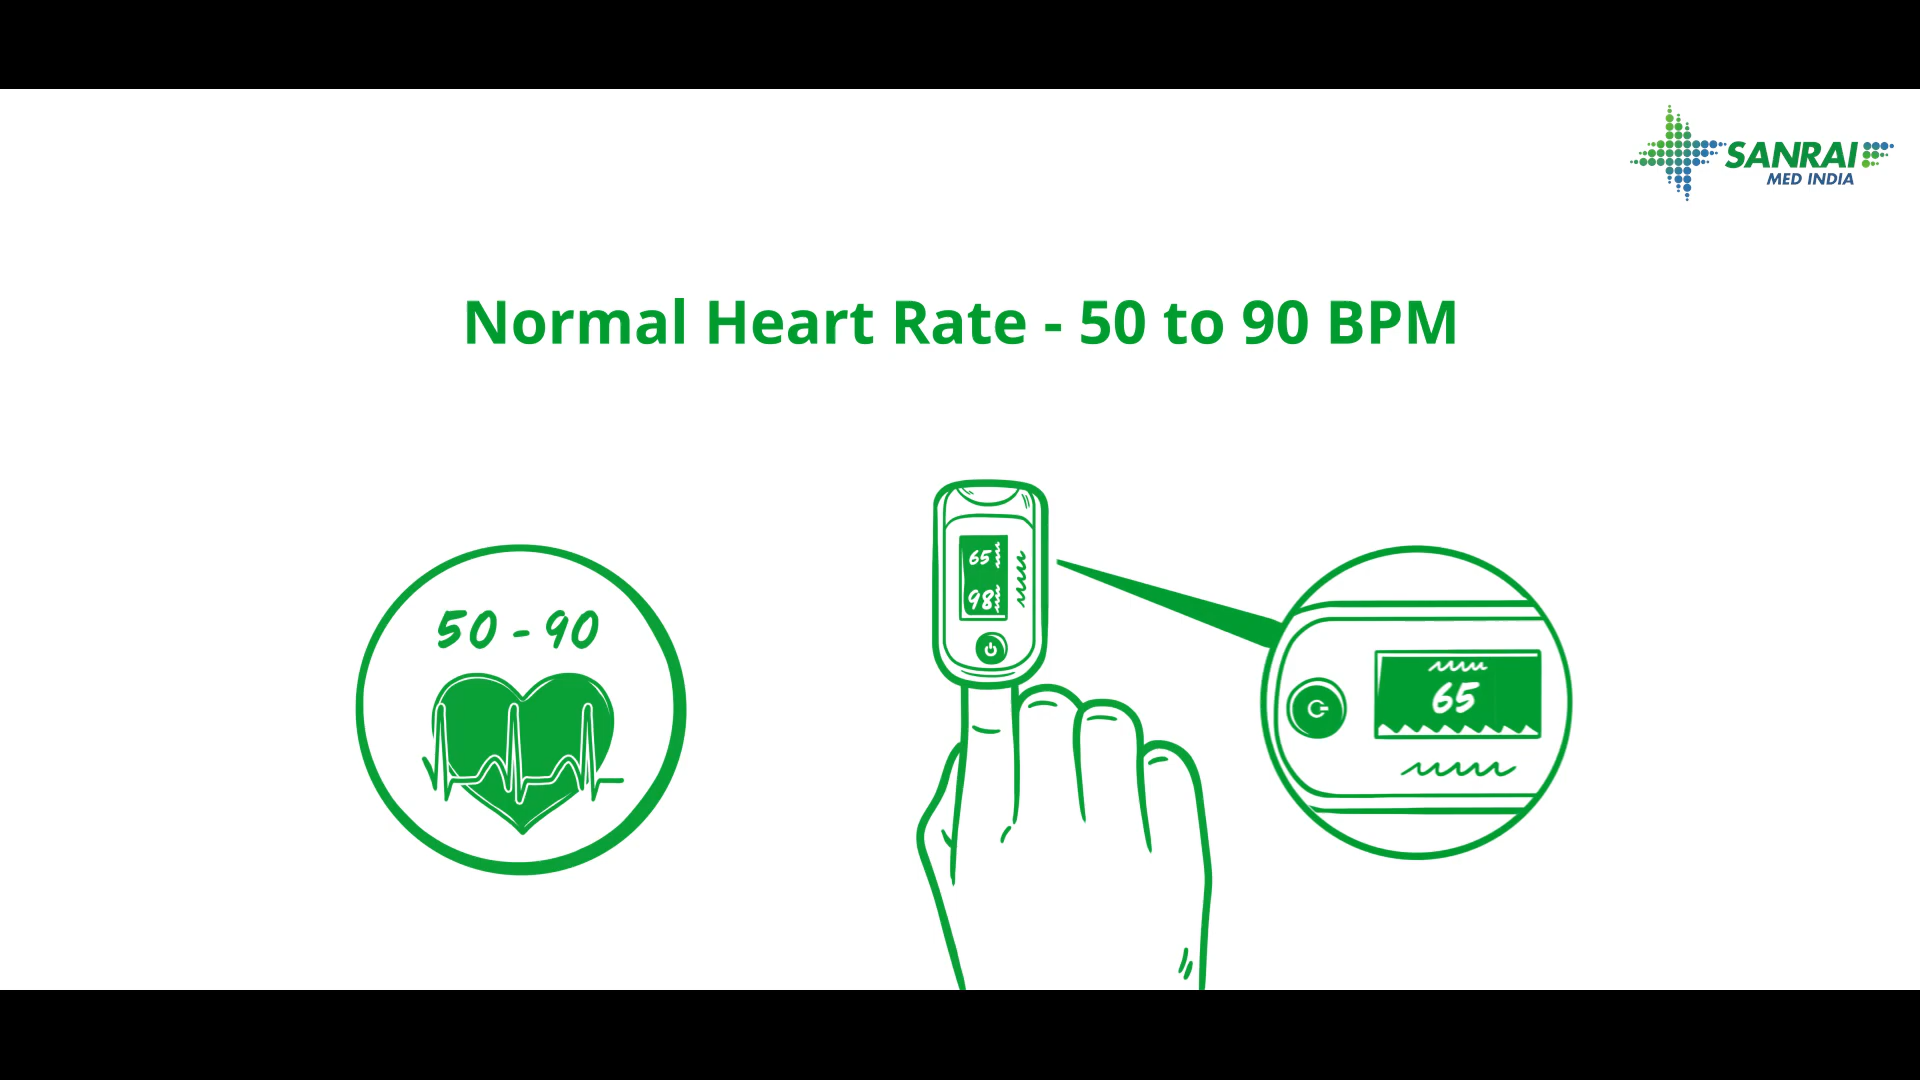 SANRAI
MED INDIA
Normal Heart Rate - 50 to 90 BPM
50 - 90
65
98
65